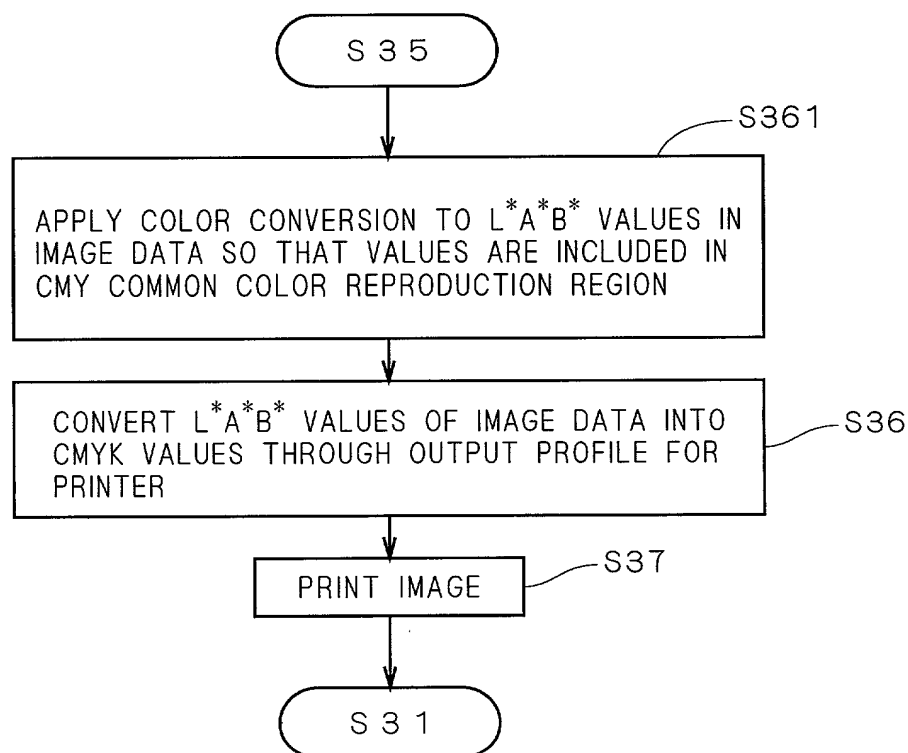 S35
S361
APPLY COLOR CONVERSION TO L*A*B* VALUES IN
IMAGE DATA SO THAT VALUES ARE INCLUDED IN
CMY COMMON COLOR REPRODUCTION REGION
CONVERT L*A*B* VALUES OF IMAGE DATA INTO
CMYK VALUES THROUGH OUTPUT PROFILE FOR
PRINTER
S36
PRINT IMAGE
S37
S31